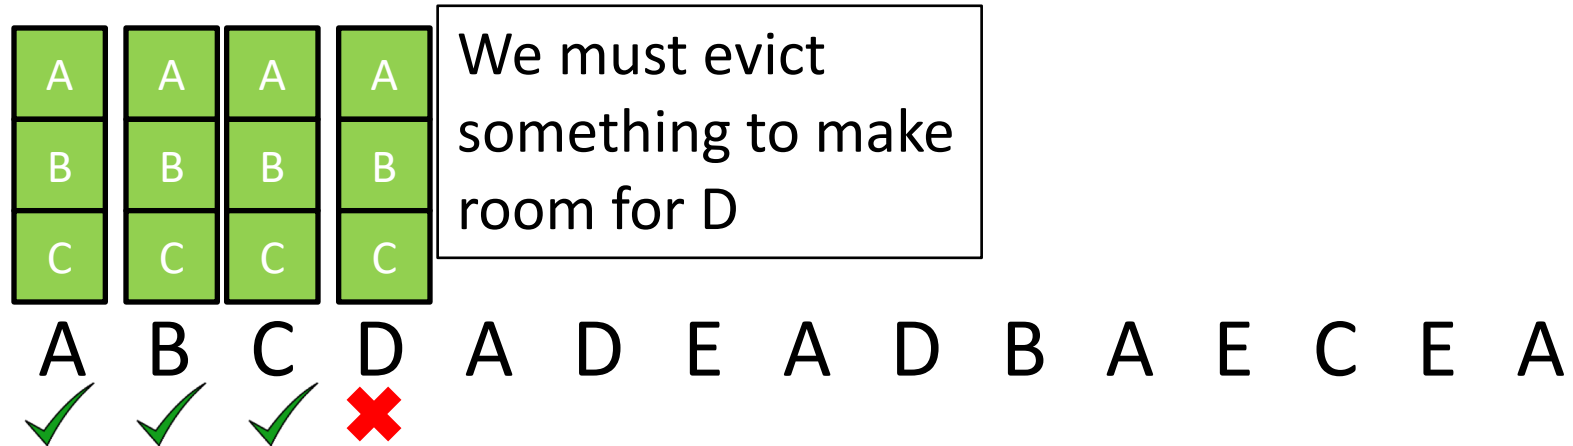 A A A A
B B B B
C C C C
We must evict
something to make
room for D
A B C D A D E A D B A E C E A